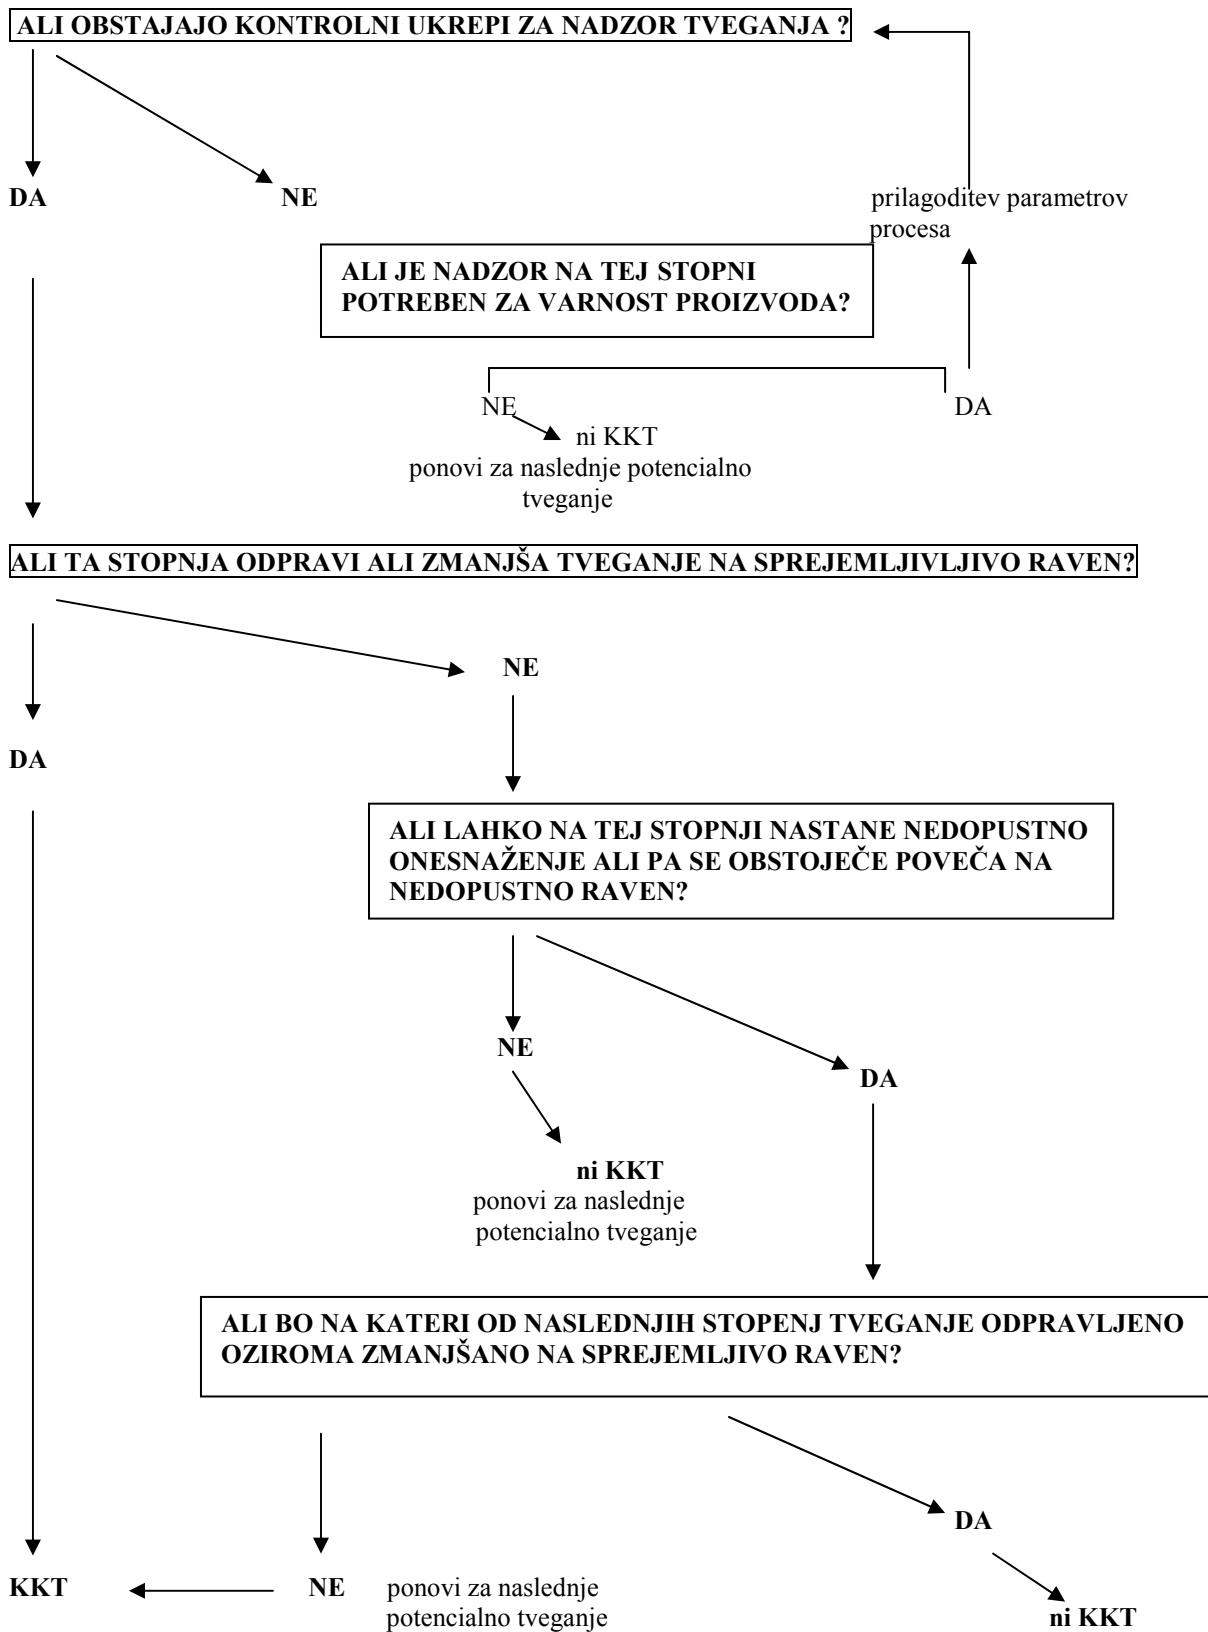 ALI OBSTAJAJO KONTROLNI UKREPI ZA NADZOR TVEGANJA ?
DA
NE
prilagoditev parametrov
procesa
ALI JE NADZOR NA TEJ STOPNI
POTREBEN ZA VARNOST PROIZVODA?
NE
DA
ni KKT
ponovi za naslednje potencialno
tveganje
ALI TA STOPNJA ODPRAVI ALI ZMANJŠA TVEGANJE NA SPREJEMLJIVLJIVO RAVEN?
NE
DA
ALI LAHKO NA TEJ STOPNJI NASTANE NEDOPUSTNO
ONESNAŽENJE ALI PA SE OBSTOJEČE POVEČA NA
NEDOPUSTNO RAVEN?
NE
DA
ni KKT
ponovi za naslednje
potencialno tveganje
ALI BO NA KATERI OD NASLEDNJIH STOPENJ TVEGANJE ODPRAVLJENO
OZIROMA ZMANJŠANO NA SPREJEMLJIVO RAVEN?
DA
KKT
NE
ponovi za naslednje
potencialno tveganje
ni KKT